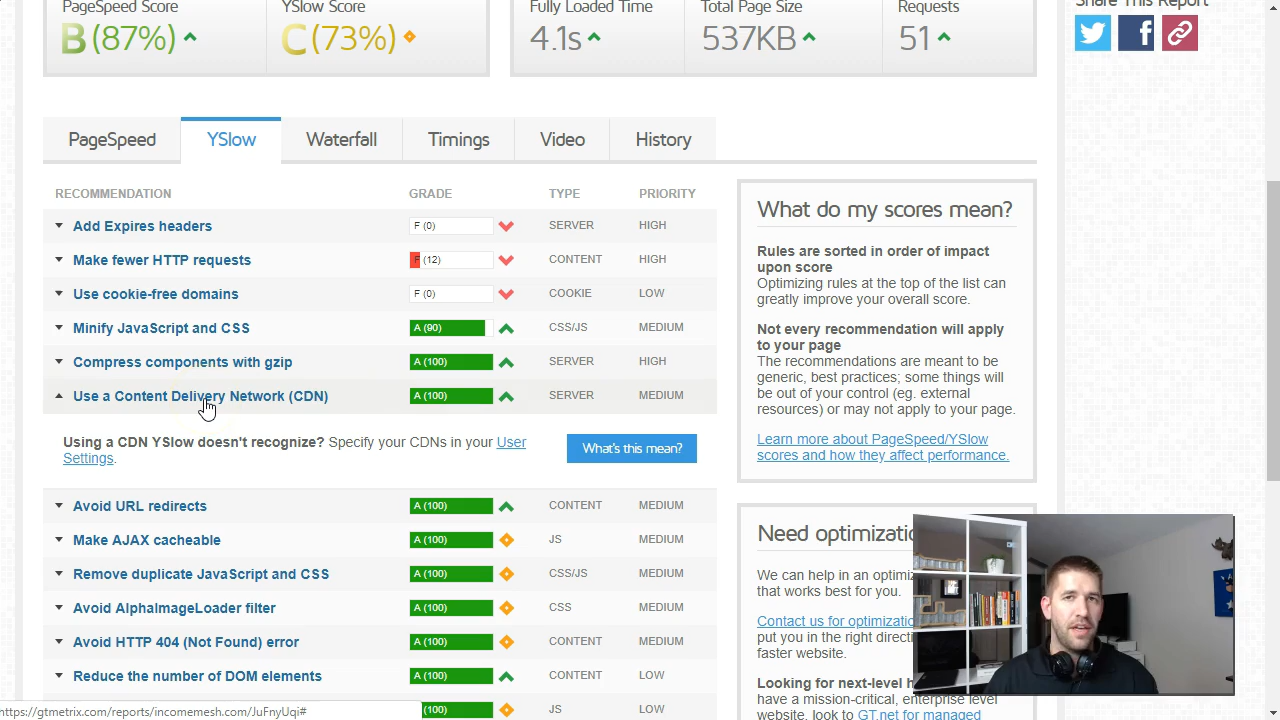 PageSpeed Score
YSlow Score
Fully Loaded Time
Total Page Size
Requests
Share This Report
B (87%)
C (73%)
4.1s
537KB
51
PageSpeed
YSlow
Waterfall
Timings
Video
History
RECOMMENDATION GRADE TYPE PRIORITY
Add Expires headers F (0) SERVER HIGH
Make fewer HTTP requests F (12) CONTENT HIGH
Use cookie-free domains F (0) COOKIE LOW
Minify JavaScript and CSS A (90) CSS/JS MEDIUM
Compress components with gzip A (100) SERVER HIGH
Use a Content Delivery Network (CDN) A (100) SERVER MEDIUM
Using a CDN YSlow doesn't recognize? Specify your CDNs in your User
Settings.
What's this mean?
Avoid URL redirects A (100) CONTENT MEDIUM
Make AJAX cacheable A (100) JS MEDIUM
Remove duplicate JavaScript and CSS A (100) CSS/JS MEDIUM
Avoid AlphaImageLoader filter A (100) CSS MEDIUM
Avoid HTTP 404 (Not Found) error A (100) CONTENT MEDIUM
Reduce the number of DOM elements A (100) CONTENT LOW
(100) JS LOW
What do my scores mean?
Rules are sorted in order of impact
upon score
Optimizing rules at the top of the list can
greatly improve your overall score.
Not every recommendation will apply
to your page
The recommendations are meant to be
generic, best practices; some things will
be out of your control (eg. external
resources) or may not apply to your page.
Learn more about PageSpeed/YSlow
scores and how they affect performance.
Need optimizatio
We can help in an optimiz
that works best for you.
Contact us for optimizatio
put you in the right directi
faster website.
Looking for next-level h
have a mission-critical, enterprise level
website, look to GT.net for managed
https://gtmetrix.com/reports/incomemesh.com/JuFnyUqi#